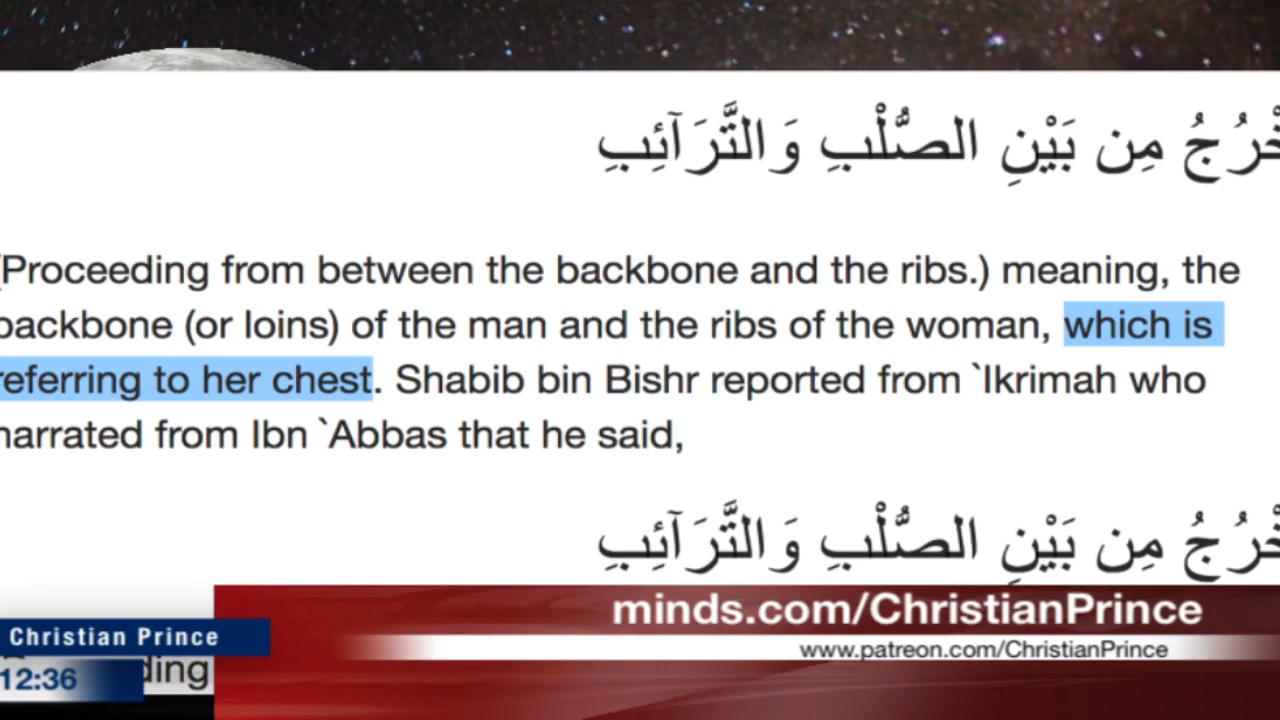 خْرُجُ مِن بَيْنِ الصُّلْبِ وَالتَّرَآئِبِ
(Proceeding from between the backbone and the ribs.) meaning, the
backbone (or loins) of the man and the ribs of the woman, which is
referring to her chest. Shabib bin Bishr reported from `Ikrimah who
narrated from Ibn `Abbas that he said,
خْرُجُ مِن بَيْنِ الصُّلْبِ وَالتَّرَآئِبِ
minds.com/ChristianPrince
www.patreon.com/ChristianPrince
Christian Prince
12:36